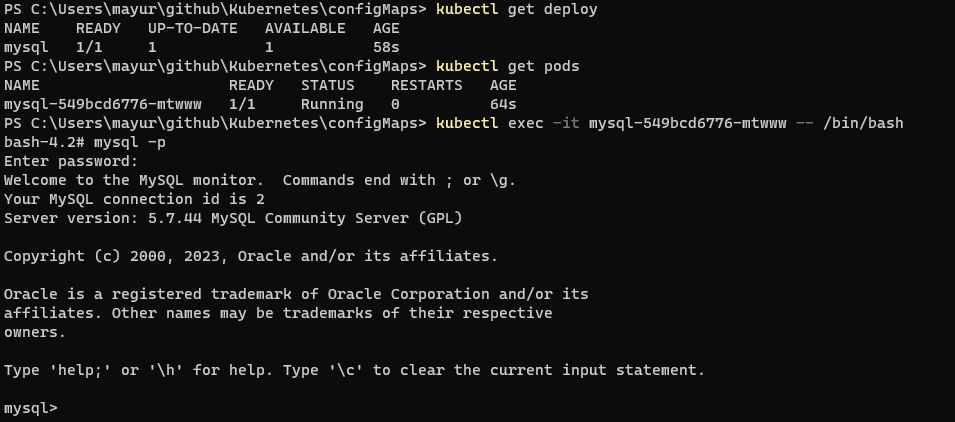 PS C:\Users\mayur\github\Kubernetes\configMaps> kubectl get deploy
NAME    READY   UP-TO-DATE   AVAILABLE   AGE
mysql   1/1     1            1           58s
PS C:\Users\mayur\github\Kubernetes\configMaps> kubectl get pods
NAME                     READY   STATUS    RESTARTS   AGE
mysql-549bcd6776-mtwww   1/1     Running   0          64s
PS C:\Users\mayur\github\Kubernetes\configMaps> kubectl exec -it mysql-549bcd6776-mtwww -- /bin/bash
bash-4.2# mysql -p
Enter password:
Welcome to the MySQL monitor.  Commands end with ; or \g.
Your MySQL connection id is 2
Server version: 5.7.44 MySQL Community Server (GPL)

Copyright (c) 2000, 2023, Oracle and/or its affiliates.

Oracle is a registered trademark of Oracle Corporation and/or its
affiliates. Other names may be trademarks of their respective
owners.

Type 'help;' or '\h' for help. Type '\c' to clear the current input statement.

mysql>